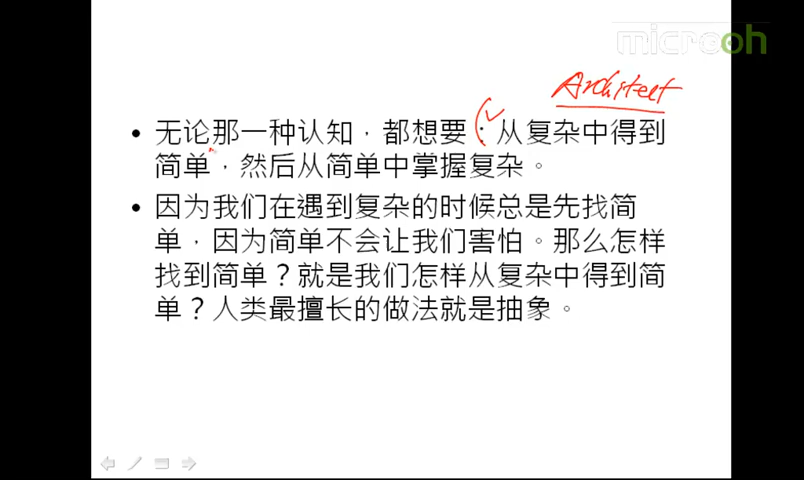 microoh
Architect
• 无论那一种认知，都想要：从复杂中得到
简单，然后从简单中掌握复杂。
• 因为我们在遇到复杂的时候总是先找简
单，因为简单不会让我们害怕。那么怎样
找到简单？就是我们怎样从复杂中得到简
单？人类最擅长的做法就是抽象。